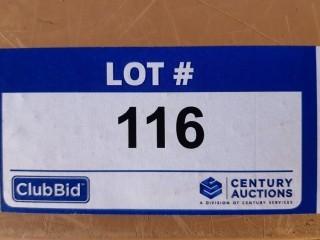 LOT #
116
ClubBid
CENTURY
AUCTIONS
A DIVISION OF CENTURY SERVICES